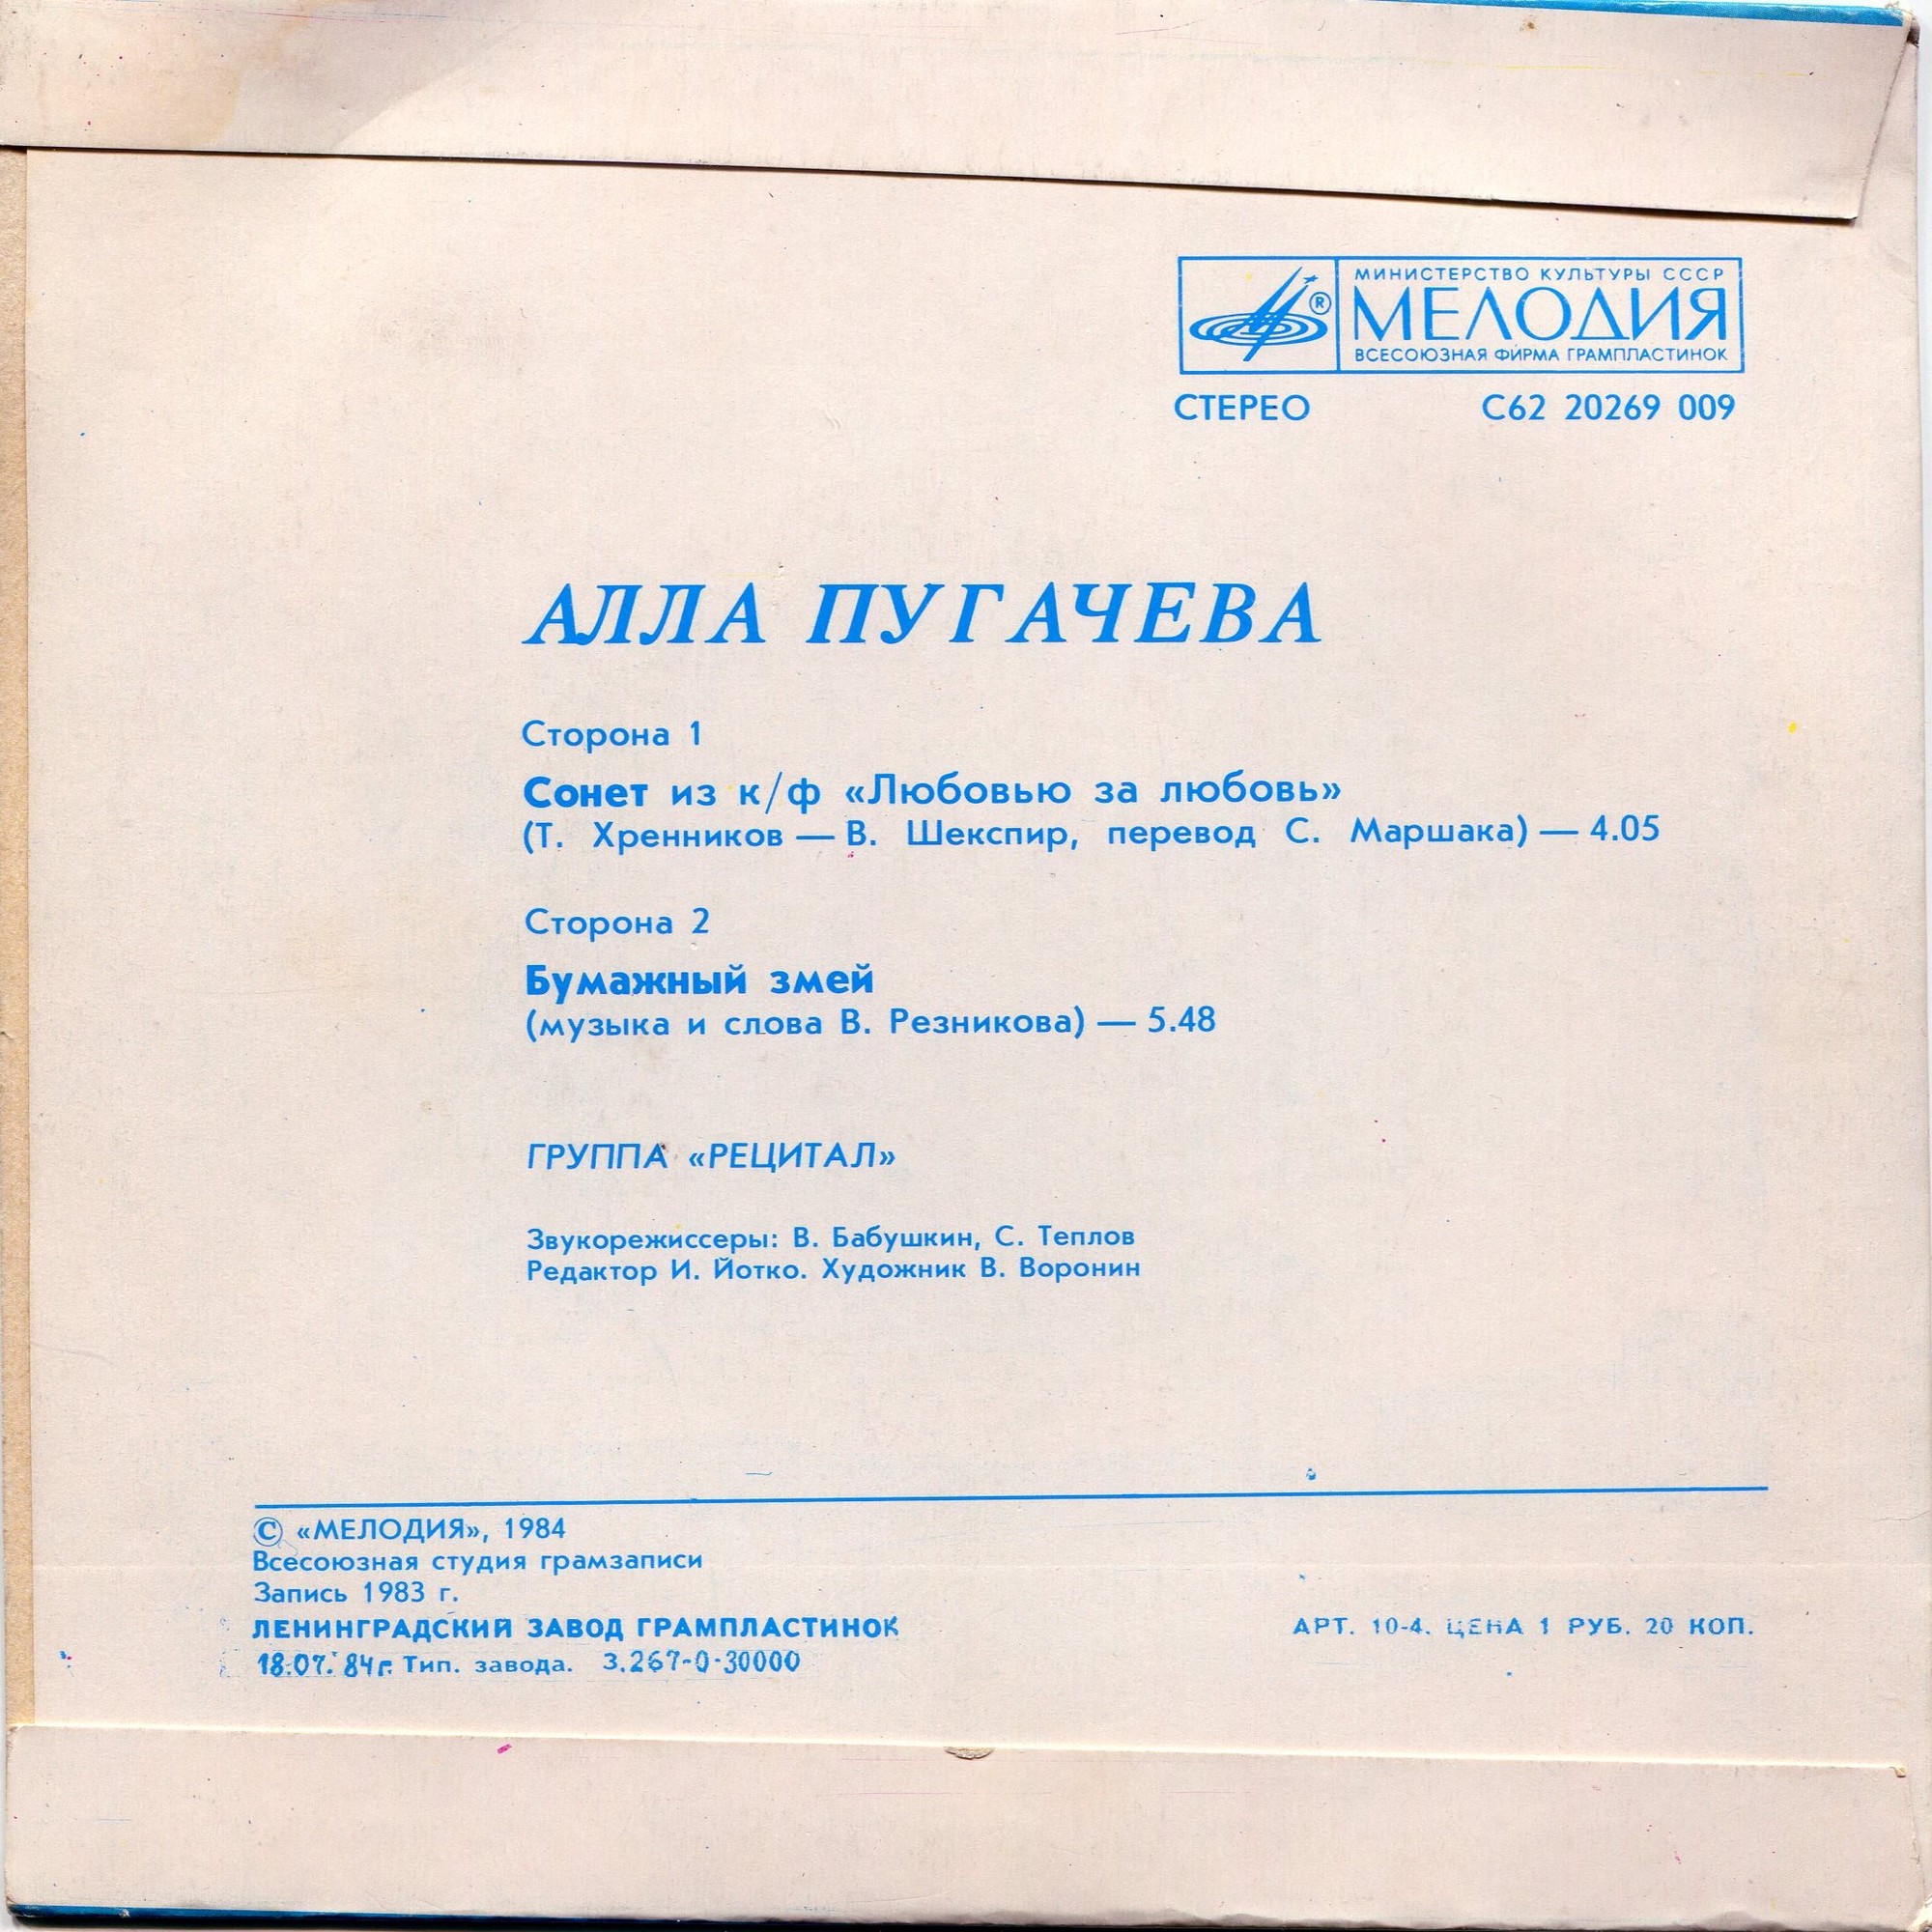 ®
МИНИСТЕРСТВО КУЛЬТУРЫ СССР
МЕЛОДИЯ
ВСЕСОЮЗНАЯ ФИРМА ГРАМПЛАСТИНОК
СТЕРЕО С62 20269 009
АЛЛА ПУГАЧЕВА
Сторона 1
Сонет из к/ф «Любовью за любовь»
(Т. Хренников — В. Шекспир, перевод С. Маршака) — 4.05
Сторона 2
Бумажный змей
(музыка и слова В. Резникова) — 5.48
ГРУППА «РЕЦИТАЛ»
Звукорежиссеры: В. Бабушкин, С. Теплов
Редактор И. Йотко. Художник В. Воронин
© «МЕЛОДИЯ», 1984
Всесоюзная студия грамзаписи
Запись 1983 г.
ЛЕНИНГРАДСКИЙ ЗАВОД ГРАМПЛАСТИНОК АРТ. 10-4. ЦЕНА 1 РУБ. 20 КОП.
18.07.84г. Тип. завода. З.267-0-30000